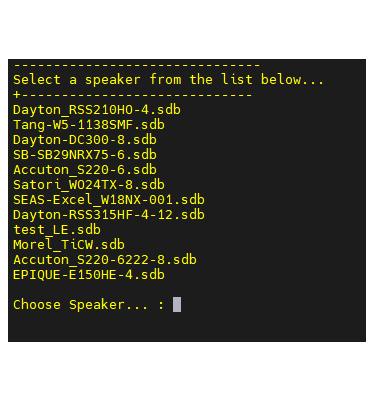 -------------------------------
Select a speaker from the list below...
+-----------------------------
Dayton_RSS210HO-4.sdb
Tang-W5-1138SMF.sdb
Dayton-DC300-8.sdb
SB-SB29NRX75-6.sdb
Accuton_S220-6.sdb
Satori_WO24TX-8.sdb
SEAS-Excel_W18NX-001.sdb
Dayton-RSS315HF-4-12.sdb
test_LE.sdb
Morel_TiCW.sdb
Accuton_S220-6222-8.sdb
EPIQUE-E150HE-4.sdb
Choose Speaker... :